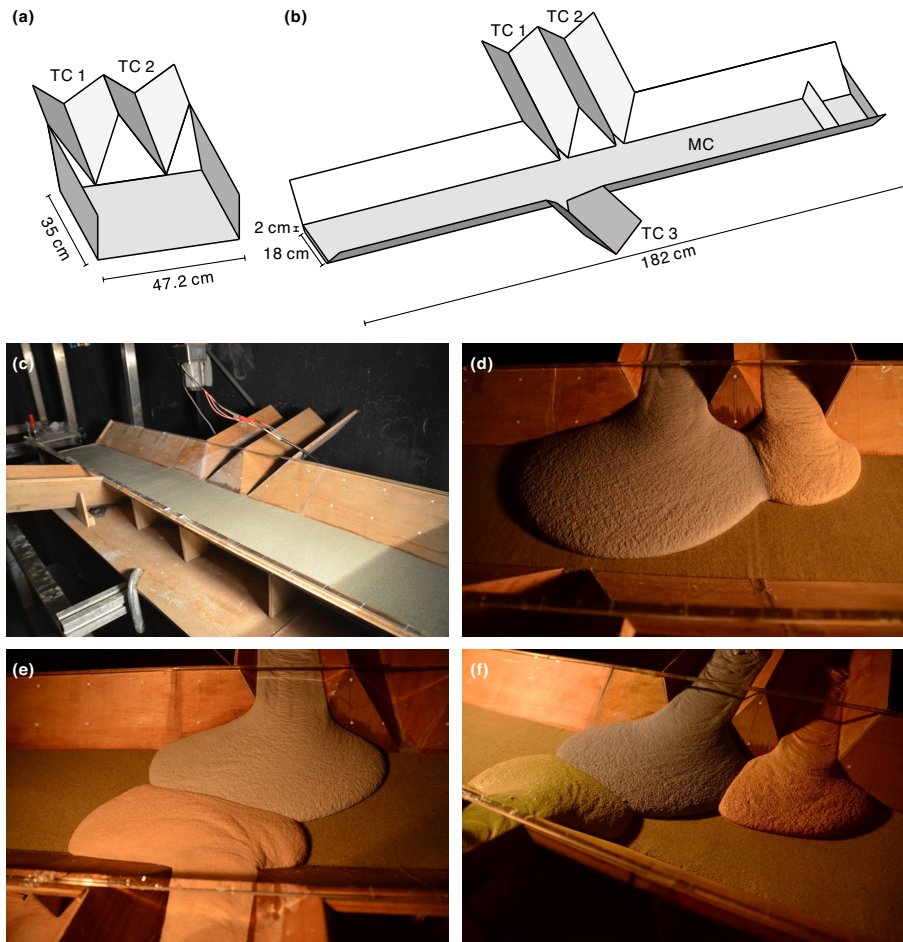 (a)
(b)
TC 1
TC 2
TC 1
TC 2
MC
TC 3
35 cm
47.2 cm
2 cm
18 cm
182 cm
(c)
(d)
(e)
(f)